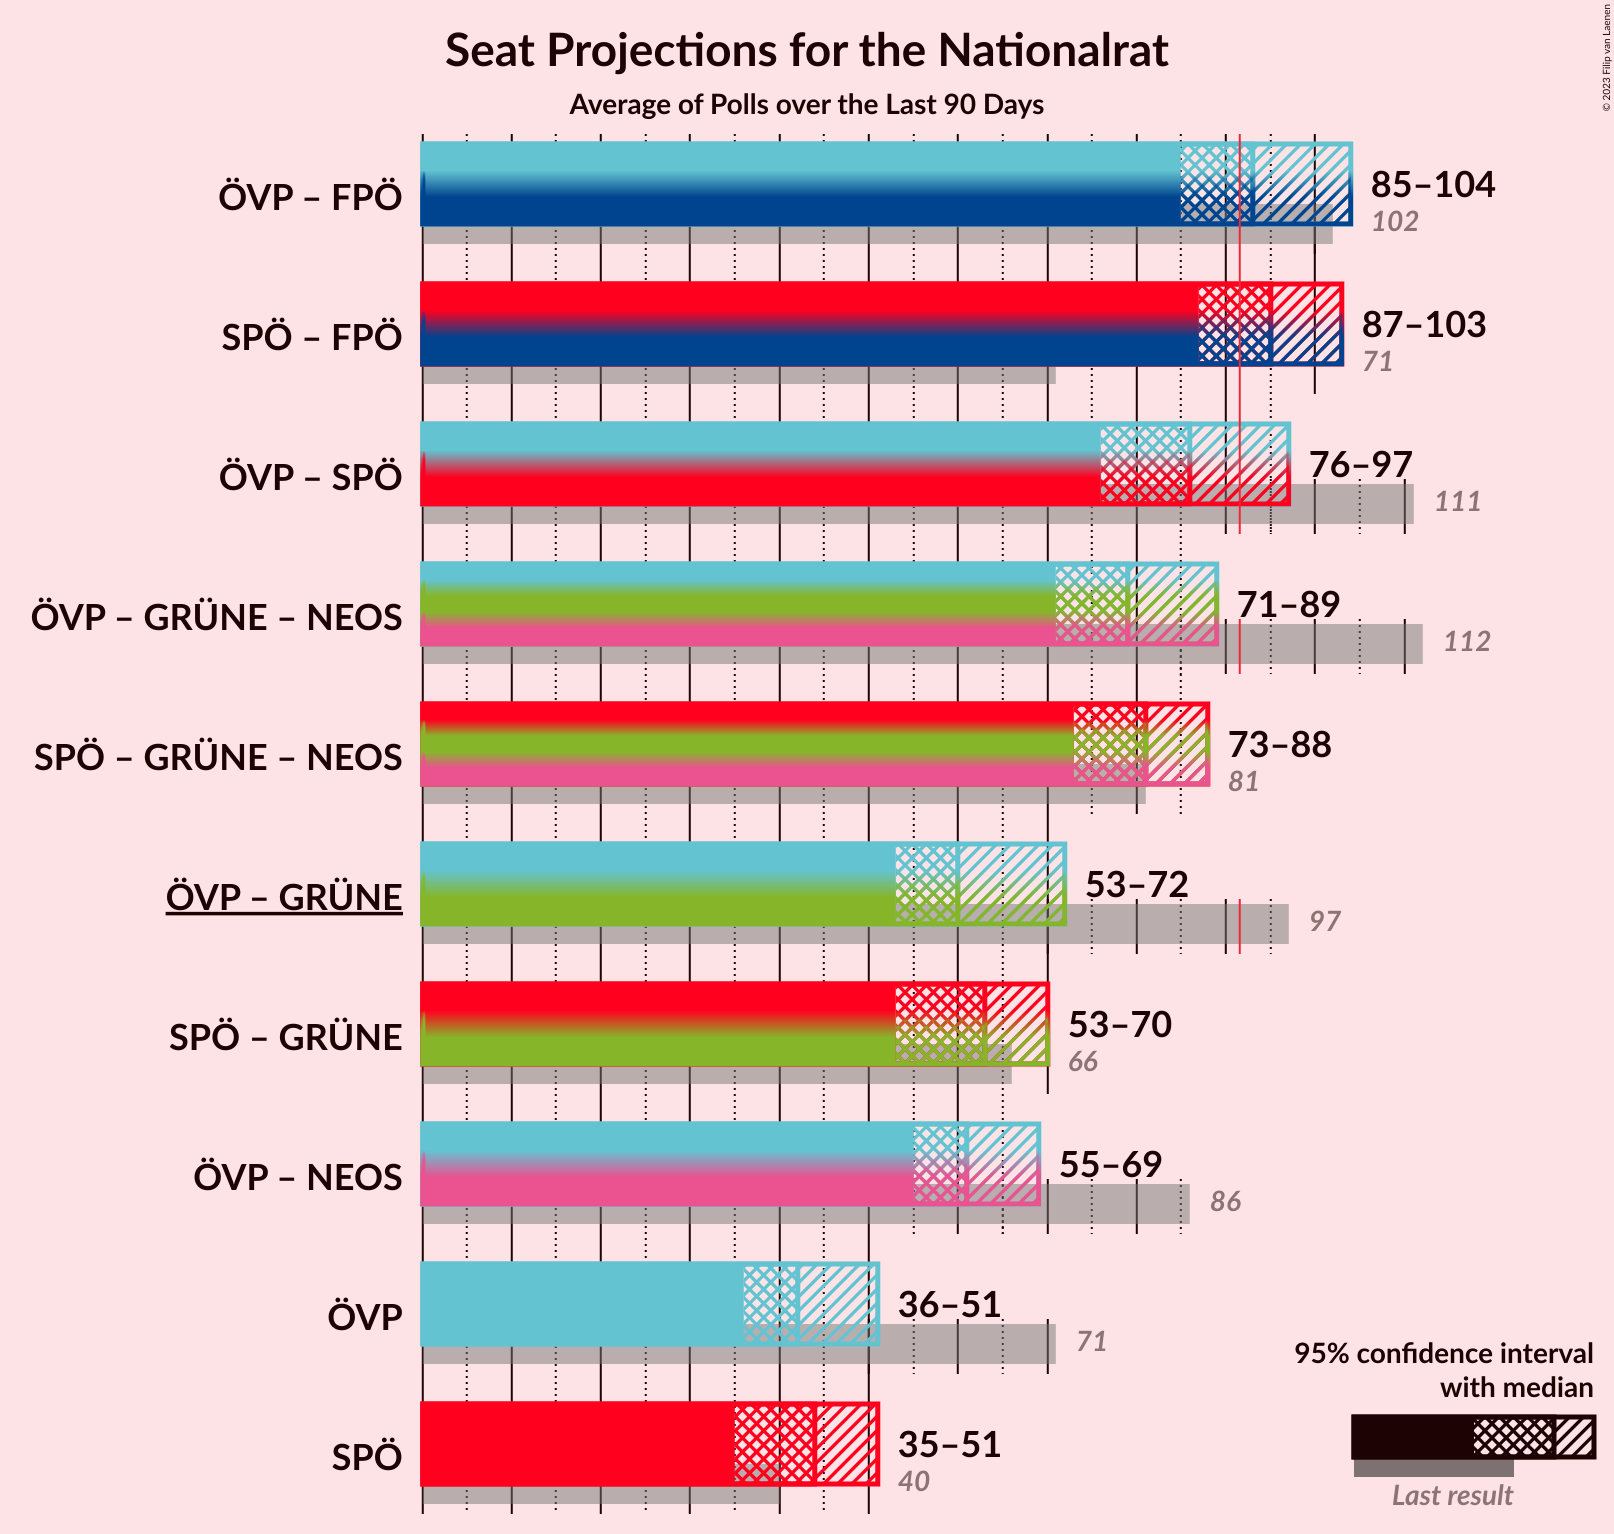 Seat Projections for the Nationalrat
Average of Polls over the Last 90 Days
© 2023 Filip van Laenen
ÖVP – FPÖ
85–104
102
SPÖ – FPÖ
87–103
71
ÖVP – SPÖ
76–97
111
ÖVP – GRÜNE – NEOS
71–89
112
SPÖ – GRÜNE – NEOS
73–88
81
ÖVP – GRÜNE
53–72
97
SPÖ – GRÜNE
53–70
66
ÖVP – NEOS
55–69
86
ÖVP
36–51
71
SPÖ
35–51
40
95% confidence interval
with median
Last result